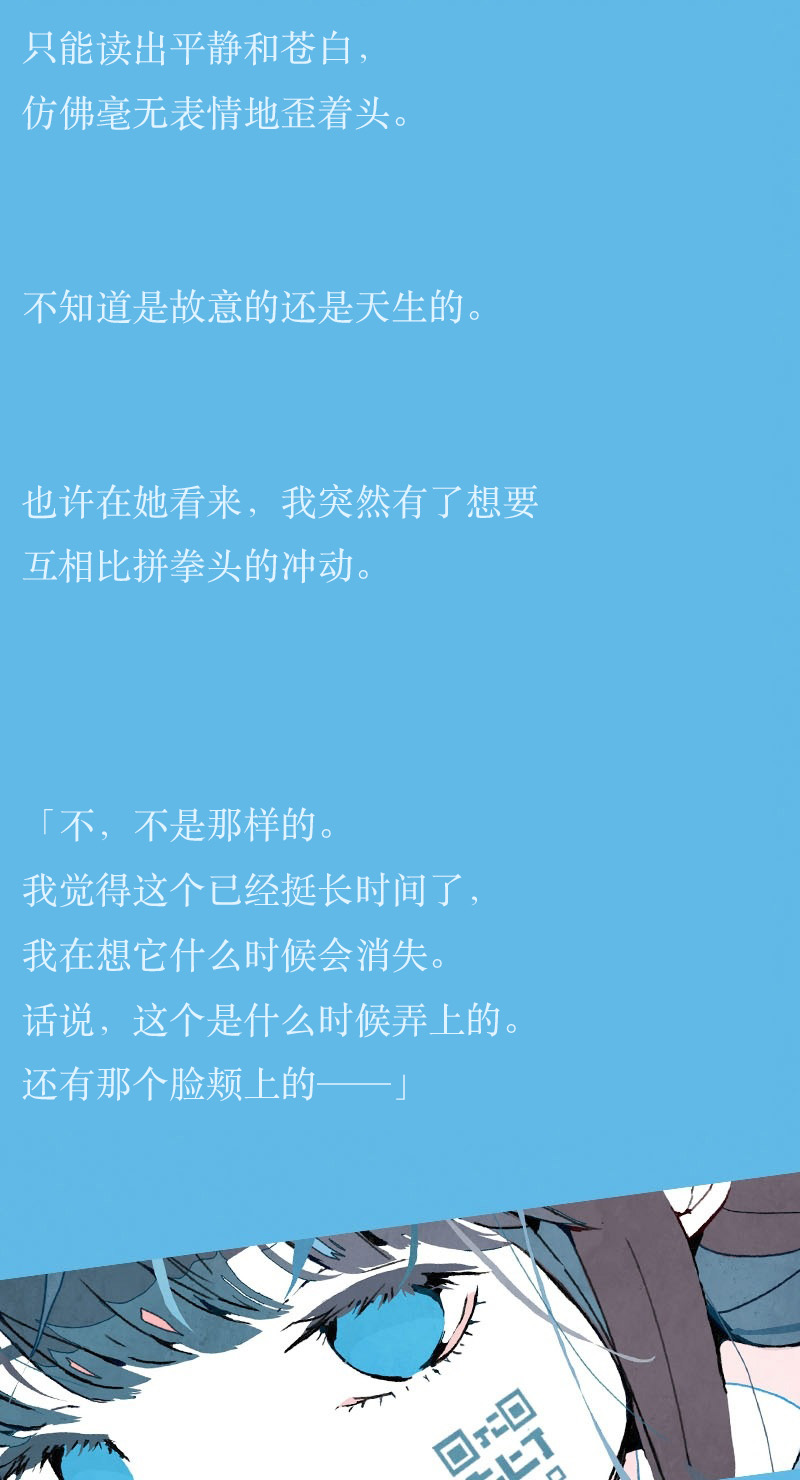 只能读出平静和苍白，
仿佛毫无表情地歪着头。
不知道是故意的还是天生的。
也许在她看来，我突然有了想要
互相比拼拳头的冲动。
「不，不是那样的。
我觉得这个已经挺长时间了，
我在想它什么时候会消失。
话说，这个是什么时候弄上的。
还有那个脸颊上的——」